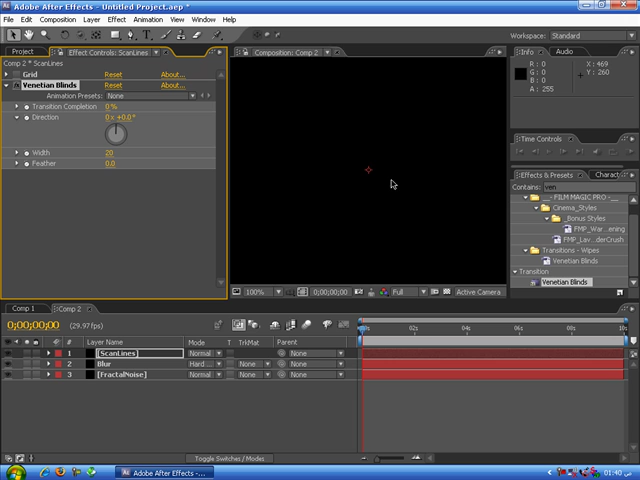 Adobe After Effects - Untitled Project.aep *
File Edit Composition Layer Effect Animation View Window Help
Workspace: Standard
Project Effect Controls: ScanLines
Comp 2 * ScanLines
Grid Reset About...
Venetian Blinds Reset About...
Animation Presets: None
Transition Completion 0 %
Direction 0 x +0.0°
Width 20
Feather 0.0
Composition: Comp 2
100% 0;00;00;00 Full Active Camera
Info Audio
R : 0
G : 0
B : 0
A : 255
X : 469
Y : 260
Time Controls
Effects & Presets Charact
Contains: ven
__- FILM MAGIC PRO -__
Cinema_Styles
_Bonus Styles
FMP_War...ening
FMP_Lav...derCrush
Transitions - Wipes
Venetian Blinds
Transition
Venetian Blinds
Comp 1 Comp 2
0;00;00;00 (29.97fps)
# Layer Name Mode T TrkMat Parent
1 [ScanLines] Normal None
2 Blur Hard ... None None
3 [FractalNoise] Normal None None
02s 04s 06s 08s 10s
Toggle Switches / Modes
Adobe After Effects -...
01:40 ص